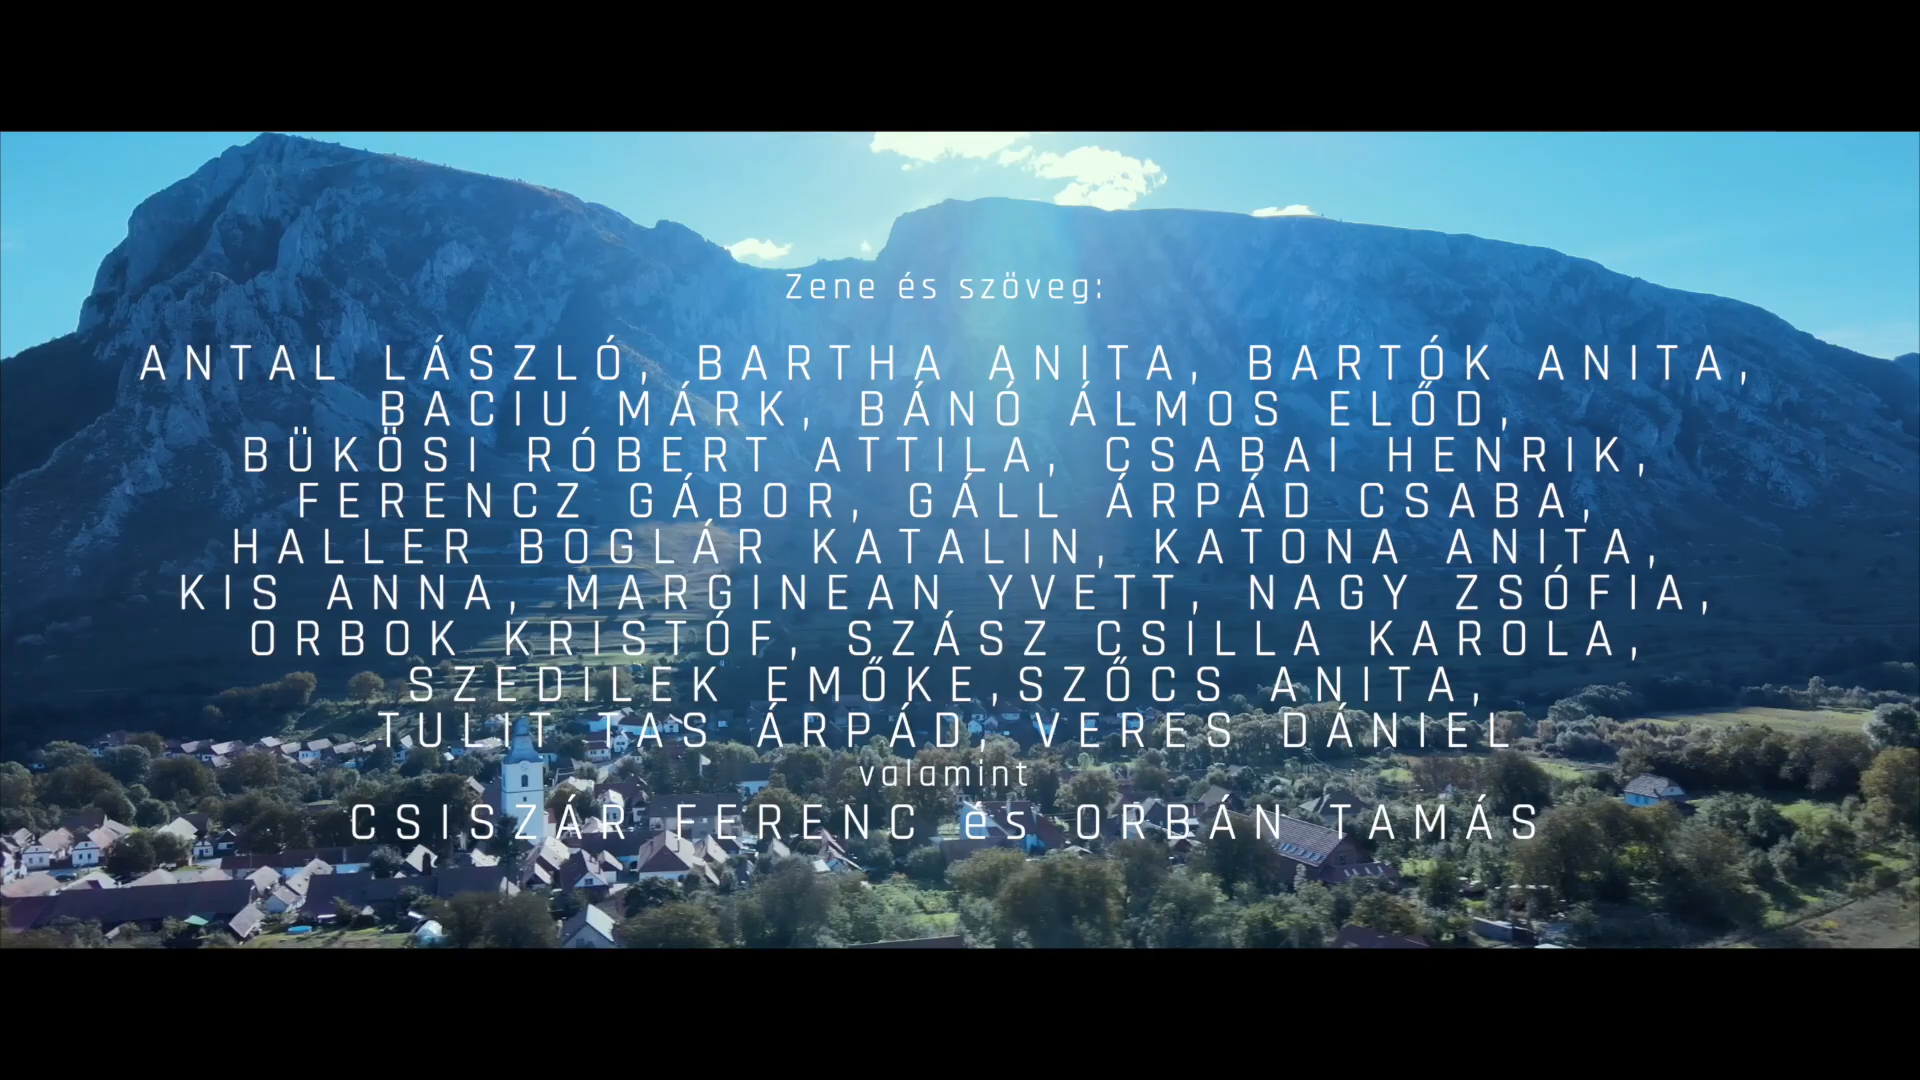 Zene és szöveg:
ANTAL LÁSZLÓ, BARTHA ANITA, BARTÓK ANITA,
BACIU MÁRK, BÁNÓ ÁLMOS ELŐD,
BÜKÖSI RÓBERT ATTILA, CSABAI HENRIK,
FERENCZ GÁBOR, GÁLL ÁRPÁD CSABA,
HALLER BOGLÁR KATALIN, KATONA ANITA,
KIS ANNA, MARGINEAN YVETT, NAGY ZSÓFIA,
ORBOK KRISTÓF, SZÁSZ CSILLA KAROLA,
SZEDILEK EMŐKE,SZŐCS ANITA,
TULIT TAS ÁRPÁD, VERES DÁNIEL
valamint
CSISZÁR FERENC és ORBÁN TAMÁS